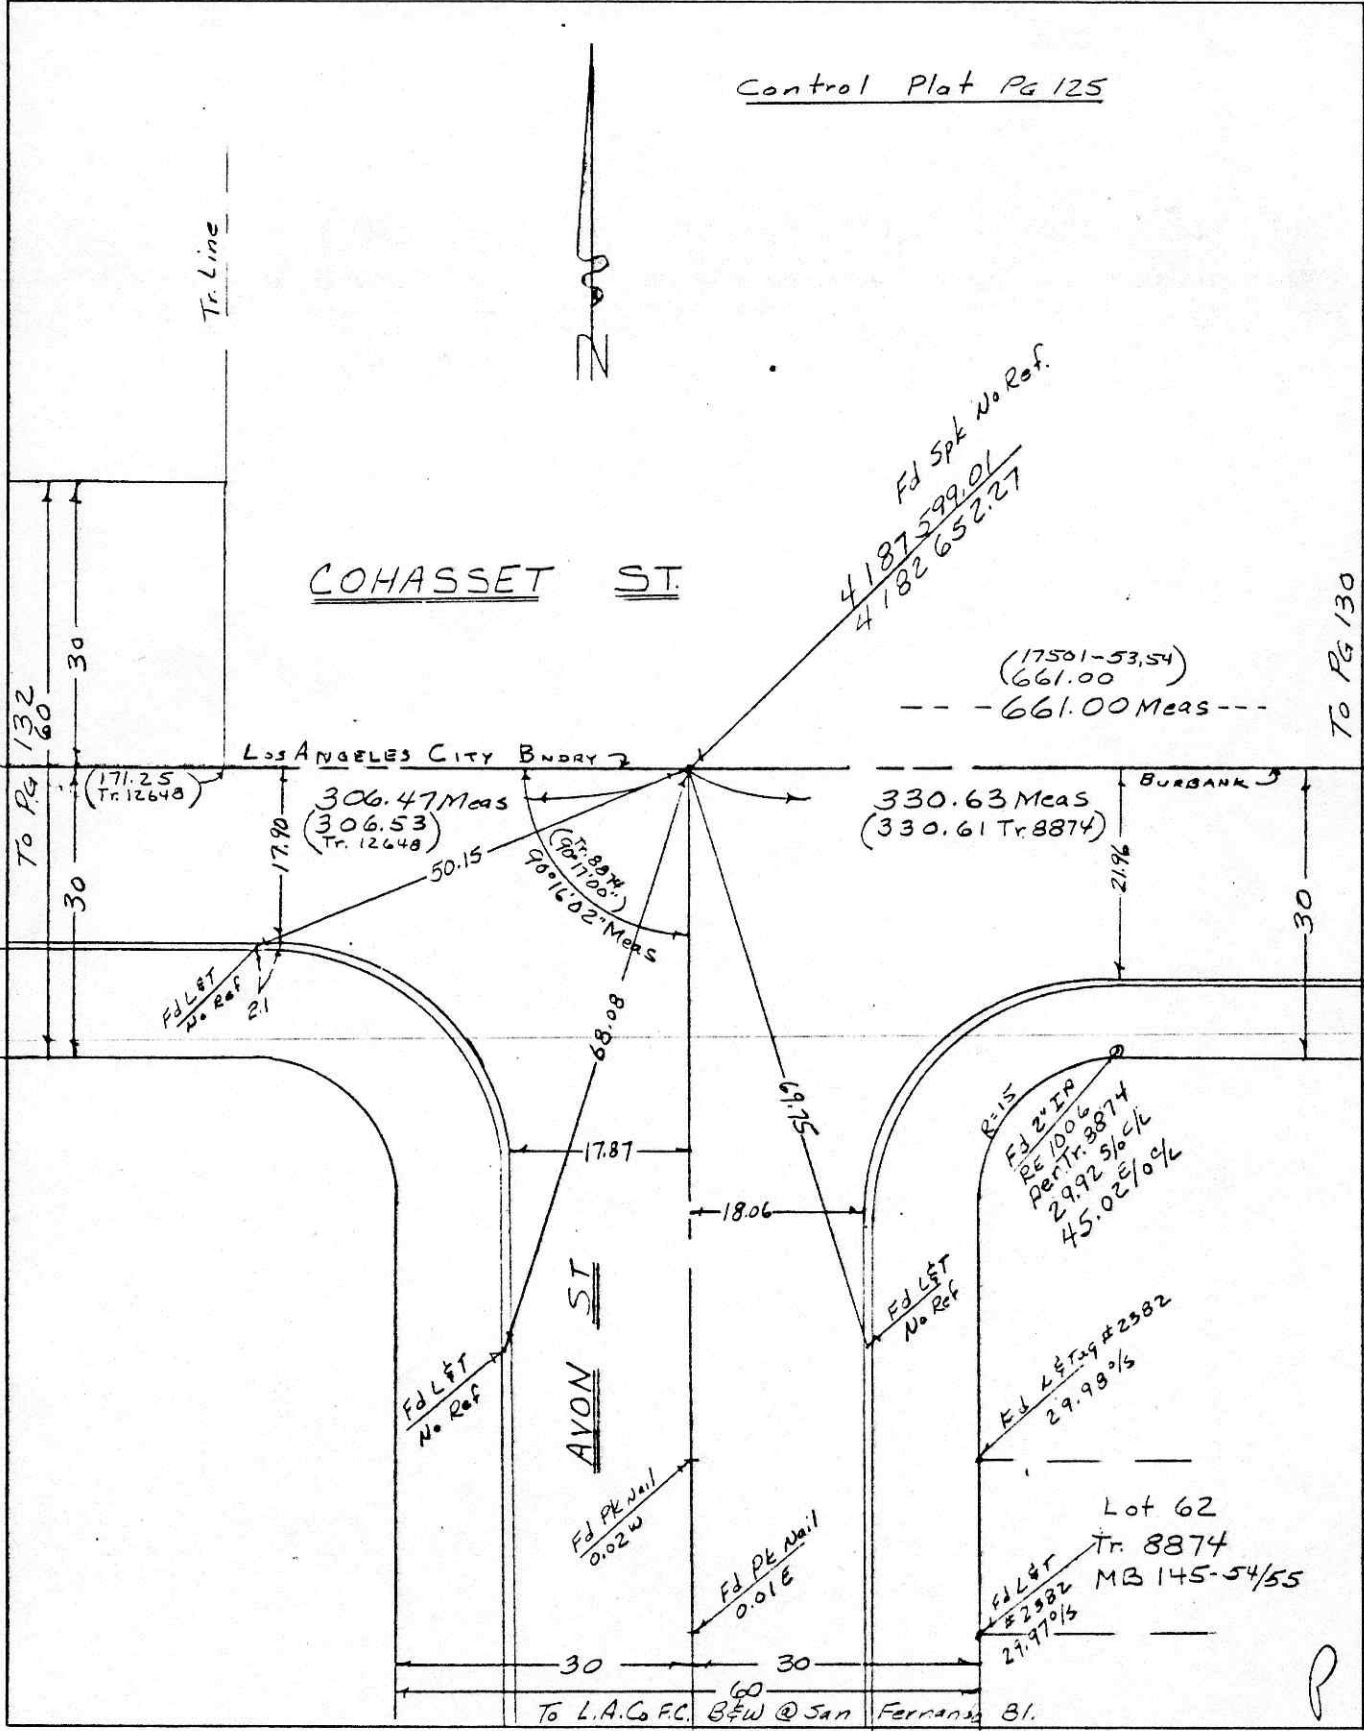 Control Plat PG 125
Tr. Line
N
Fd Spk No Ref.
4187599.01
4182652.27
COHASSET ST.
To PG 132
60
30
30
To PG 130
(17501-53,54)
(661.00
661.00 Meas
LOS ANGELES CITY BNDRY
BURBANK
(171.25
Tr. 12648)
306.47 Meas
(306.53)
(Tr. 12648)
330.63 Meas
(330.61 Tr. 8874)
17.90
50.15
(Tr. 8874
90°17'00")
90°16'02" Meas
21.96
30
Fd L&T
No Ref
2.1
68.08
69.75
R=15
Fd 2" IP
RE 1006
per Tr. 8874
29.92 S/o C/L
45.02 E/o C/L
17.87
18.06
AVON ST
Fd L&T
No Ref
Fd L&T
No Ref
Fd L&Tag #2382
29.98 o/s
Fd PK Nail
0.02 W
Fd PK Nail
0.01 E
Lot 62
Tr. 8874
MB 145-54/55
Fd L&T
#2382
29.97 o/s
30
30
60
To L.A.Co F.C. B&W @ San Fernando Bl.